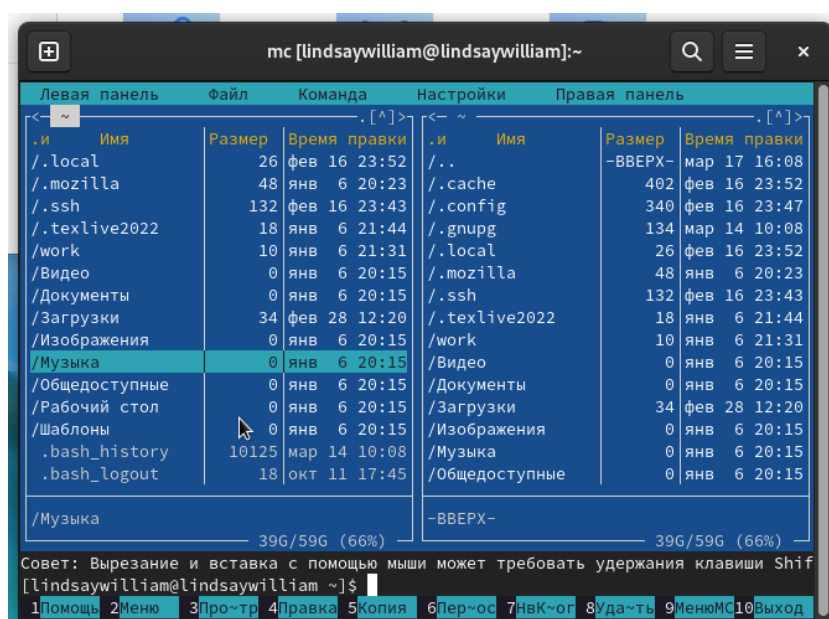 mc [lindsaywilliam@lindsaywilliam]:~
Левая панель Файл Команда Настройки Правая панель
<— ~ .[^]> <— ~ .[^]>
.и Имя Размер Время правки .и Имя Размер Время правки
/.local 26 фев 16 23:52 /.. -ВВЕРХ- мар 17 16:08
/.mozilla 48 янв 6 20:23 /.cache 402 фев 16 23:52
/.ssh 132 фев 16 23:43 /.config 340 фев 16 23:47
/.texlive2022 18 янв 6 21:44 /.gnupg 134 мар 14 10:08
/work 10 янв 6 21:31 /.local 26 фев 16 23:52
/Видео 0 янв 6 20:15 /.mozilla 48 янв 6 20:23
/Документы 0 янв 6 20:15 /.ssh 132 фев 16 23:43
/Загрузки 34 фев 28 12:20 /.texlive2022 18 янв 6 21:44
/Изображения 0 янв 6 20:15 /work 10 янв 6 21:31
/Музыка 0 янв 6 20:15 /Видео 0 янв 6 20:15
/Общедоступные 0 янв 6 20:15 /Документы 0 янв 6 20:15
/Рабочий стол 0 янв 6 20:15 /Загрузки 34 фев 28 12:20
/Шаблоны 0 янв 6 20:15 /Изображения 0 янв 6 20:15
.bash_history 10125 мар 14 10:08 /Музыка 0 янв 6 20:15
.bash_logout 18 окт 11 17:45 /Общедоступные 0 янв 6 20:15
/Музыка -ВВЕРХ-
39G/59G (66%) 39G/59G (66%)
Совет: Вырезание и вставка с помощью мыши может требовать удержания клавиши Shif
[lindsaywilliam@lindsaywilliam ~]$
1Помощь 2Меню 3Про~тр 4Правка 5Копия 6Пер~ос 7НвК~ог 8Уда~ть 9МенюМС10Выход